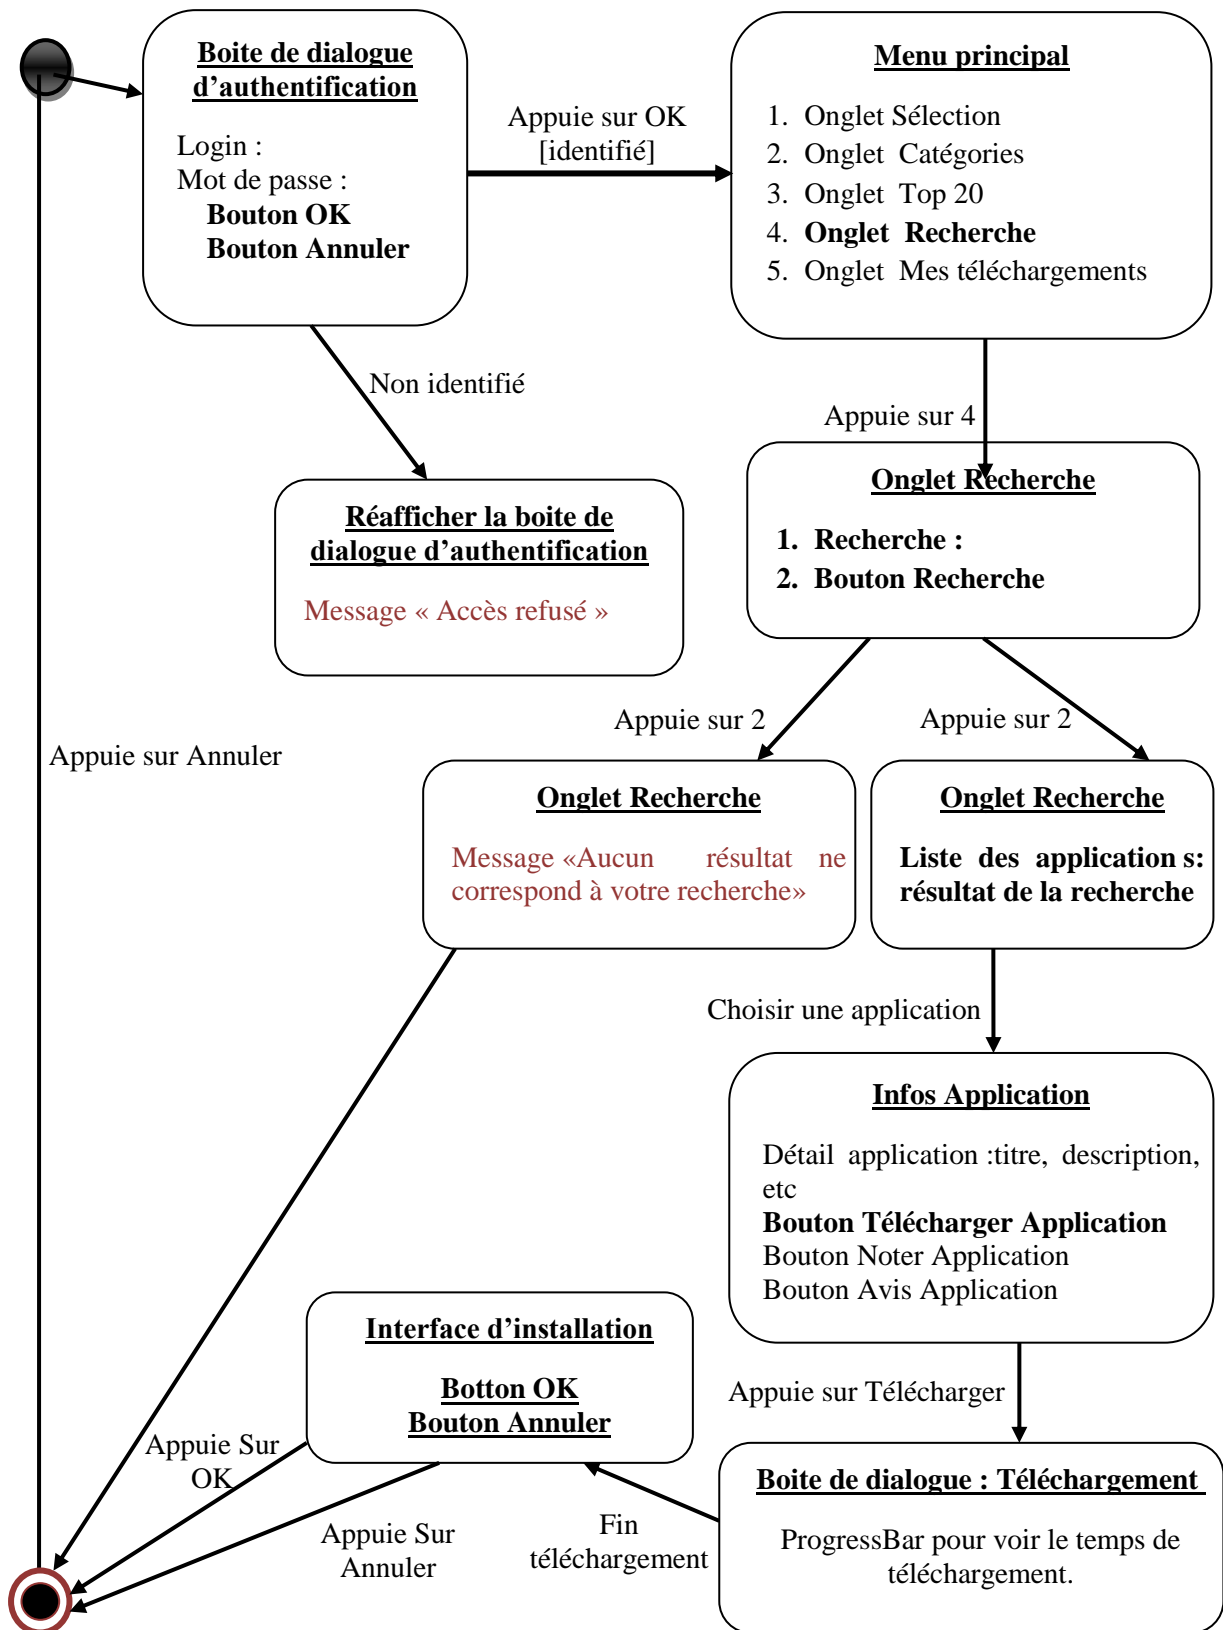 Boite de dialogue
d’authentification
Login :
Mot de passe :
Bouton OK
Bouton Annuler
Appuie sur OK
[identifié]
Menu principal
1. Onglet Sélection
2. Onglet Catégories
3. Onglet Top 20
4. Onglet Recherche
5. Onglet Mes téléchargements
Non identifié
Appuie sur 4
Réafficher la boite de
dialogue d’authentification
Message « Accès refusé »
Onglet Recherche
1. Recherche :
2. Bouton Recherche
Appuie sur 2
Appuie sur 2
Appuie sur Annuler
Onglet Recherche
Message «Aucun résultat ne
correspond à votre recherche»
Onglet Recherche
Liste des application s:
résultat de la recherche
Choisir une application
Infos Application
Détail application :titre, description,
etc
Bouton Télécharger Application
Bouton Noter Application
Bouton Avis Application
Interface d’installation
Botton OK
Bouton Annuler
Appuie sur Télécharger
Appuie Sur
OK
Appuie Sur
Annuler
Fin
téléchargement
Boite de dialogue : Téléchargement
ProgressBar pour voir le temps de
téléchargement.